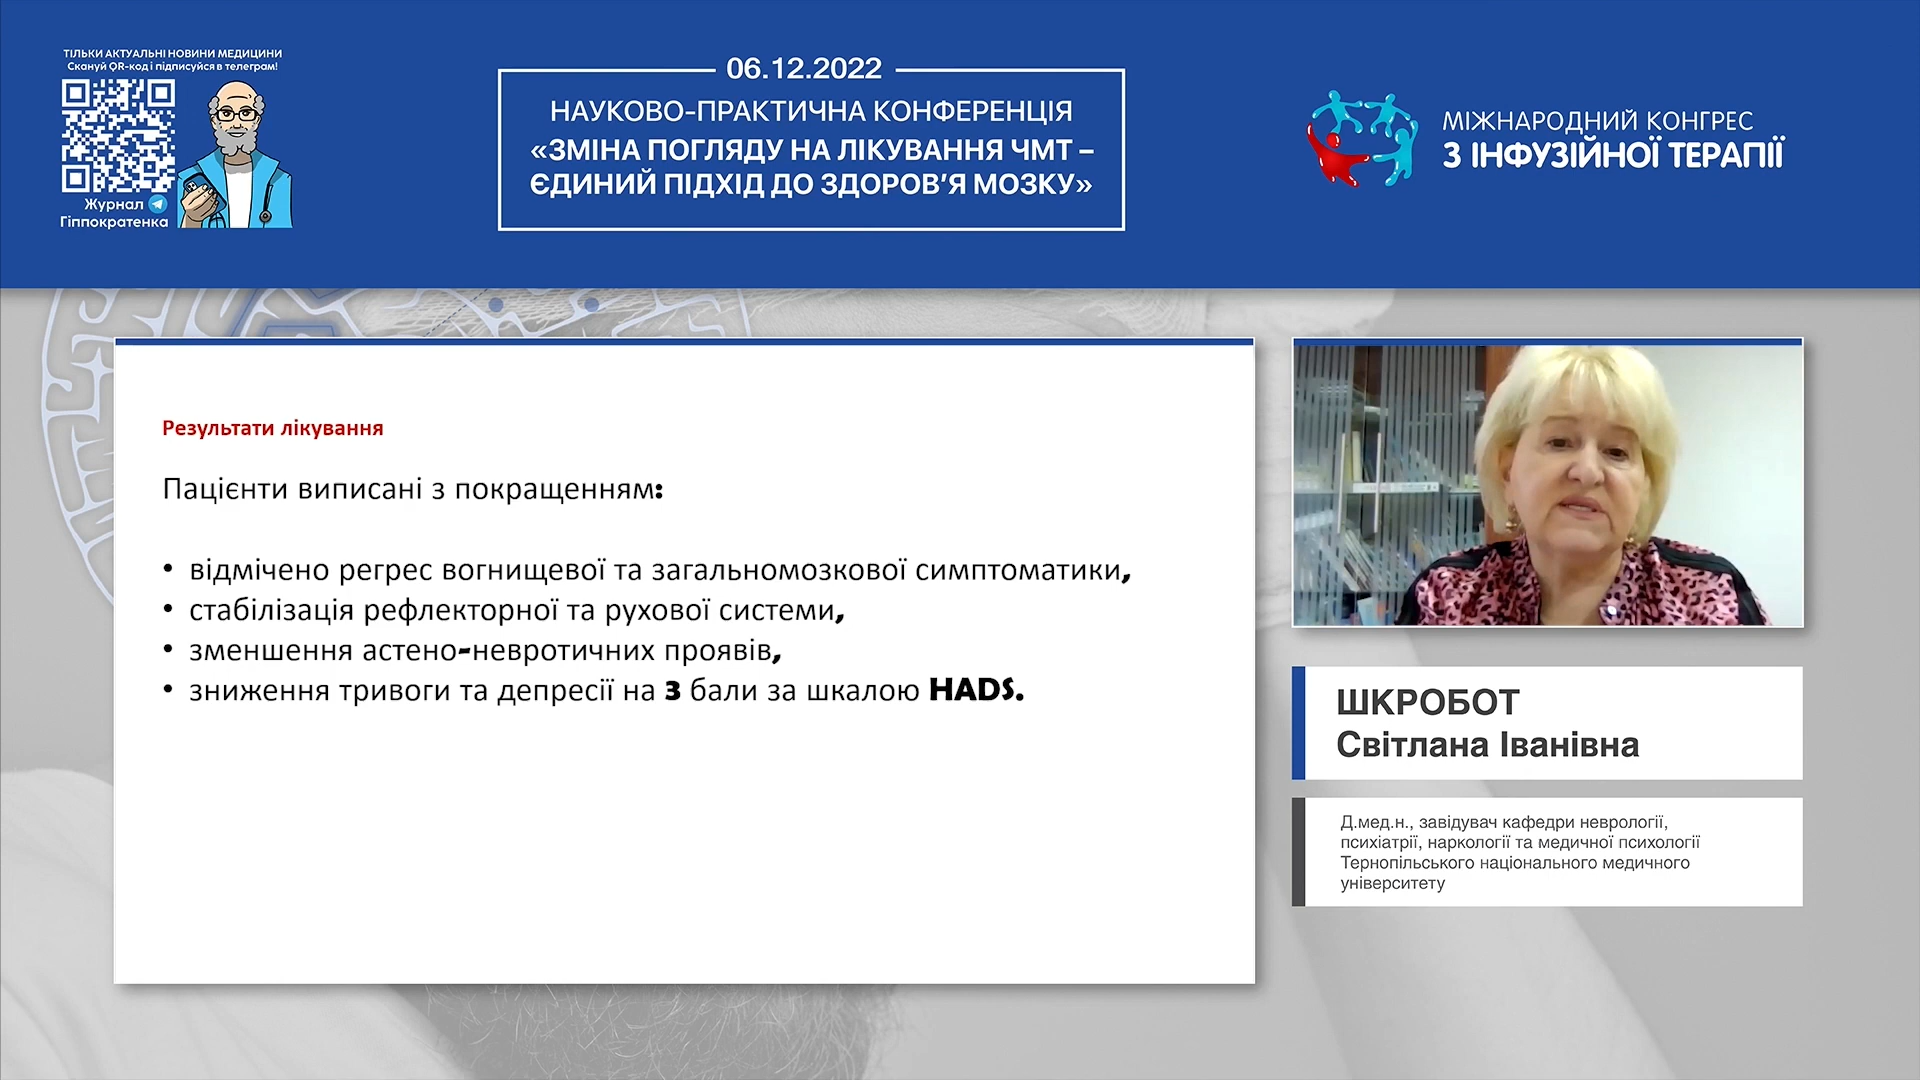 ТІЛЬКИ АКТУАЛЬНІ НОВИНИ МЕДИЦИНИ
Скануй QR-код і підписуйся в телеграм!
Журнал
Гіппократенка
06.12.2022
НАУКОВО-ПРАКТИЧНА КОНФЕРЕНЦІЯ
«ЗМІНА ПОГЛЯДУ НА ЛІКУВАННЯ ЧМТ –
ЄДИНИЙ ПІДХІД ДО ЗДОРОВ’Я МОЗКУ»
МІЖНАРОДНИЙ КОНГРЕС
З ІНФУЗІЙНОЇ ТЕРАПІЇ
Результати лікування
Пацієнти виписані з покращенням:
• відмічено регрес вогнищевої та загальномозкової симптоматики,
• стабілізація рефлекторної та рухової системи,
• зменшення астено-невротичних проявів,
• зниження тривоги та депресії на 3 бали за шкалою HADS.
ШКРОБОТ
Світлана Іванівна
Д.мед.н., завідувач кафедри неврології,
психіатрії, наркології та медичної психології
Тернопільського національного медичного
університету